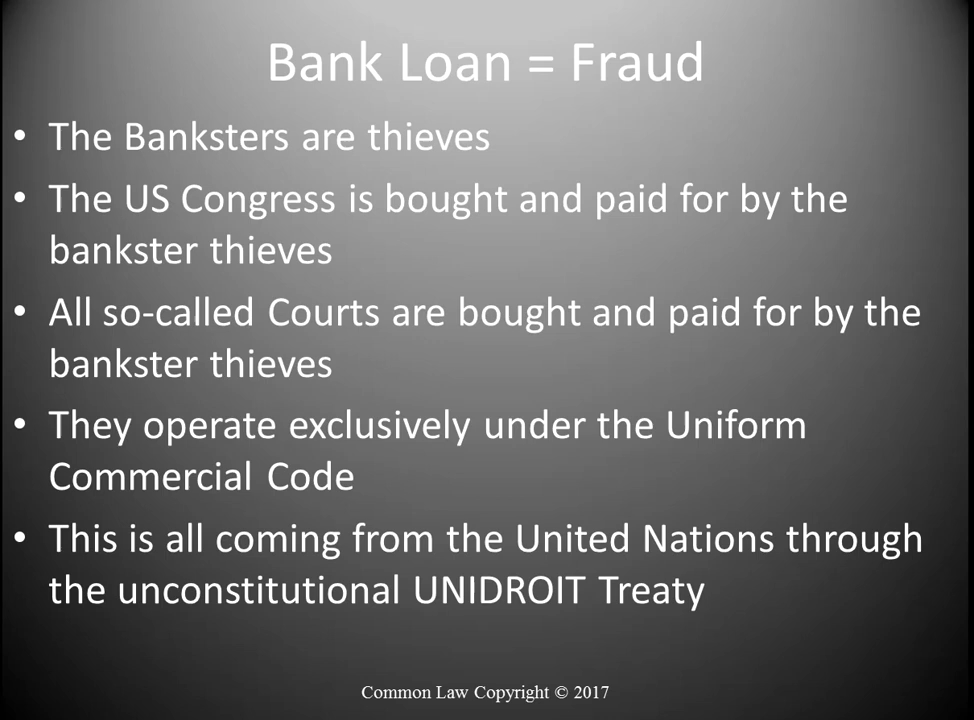 Bank Loan = Fraud
• The Banksters are thieves
• The US Congress is bought and paid for by the
bankster thieves
• All so-called Courts are bought and paid for by the
bankster thieves
• They operate exclusively under the Uniform
Commercial Code
• This is all coming from the United Nations through
the unconstitutional UNIDROIT Treaty
Common Law Copyright © 2017